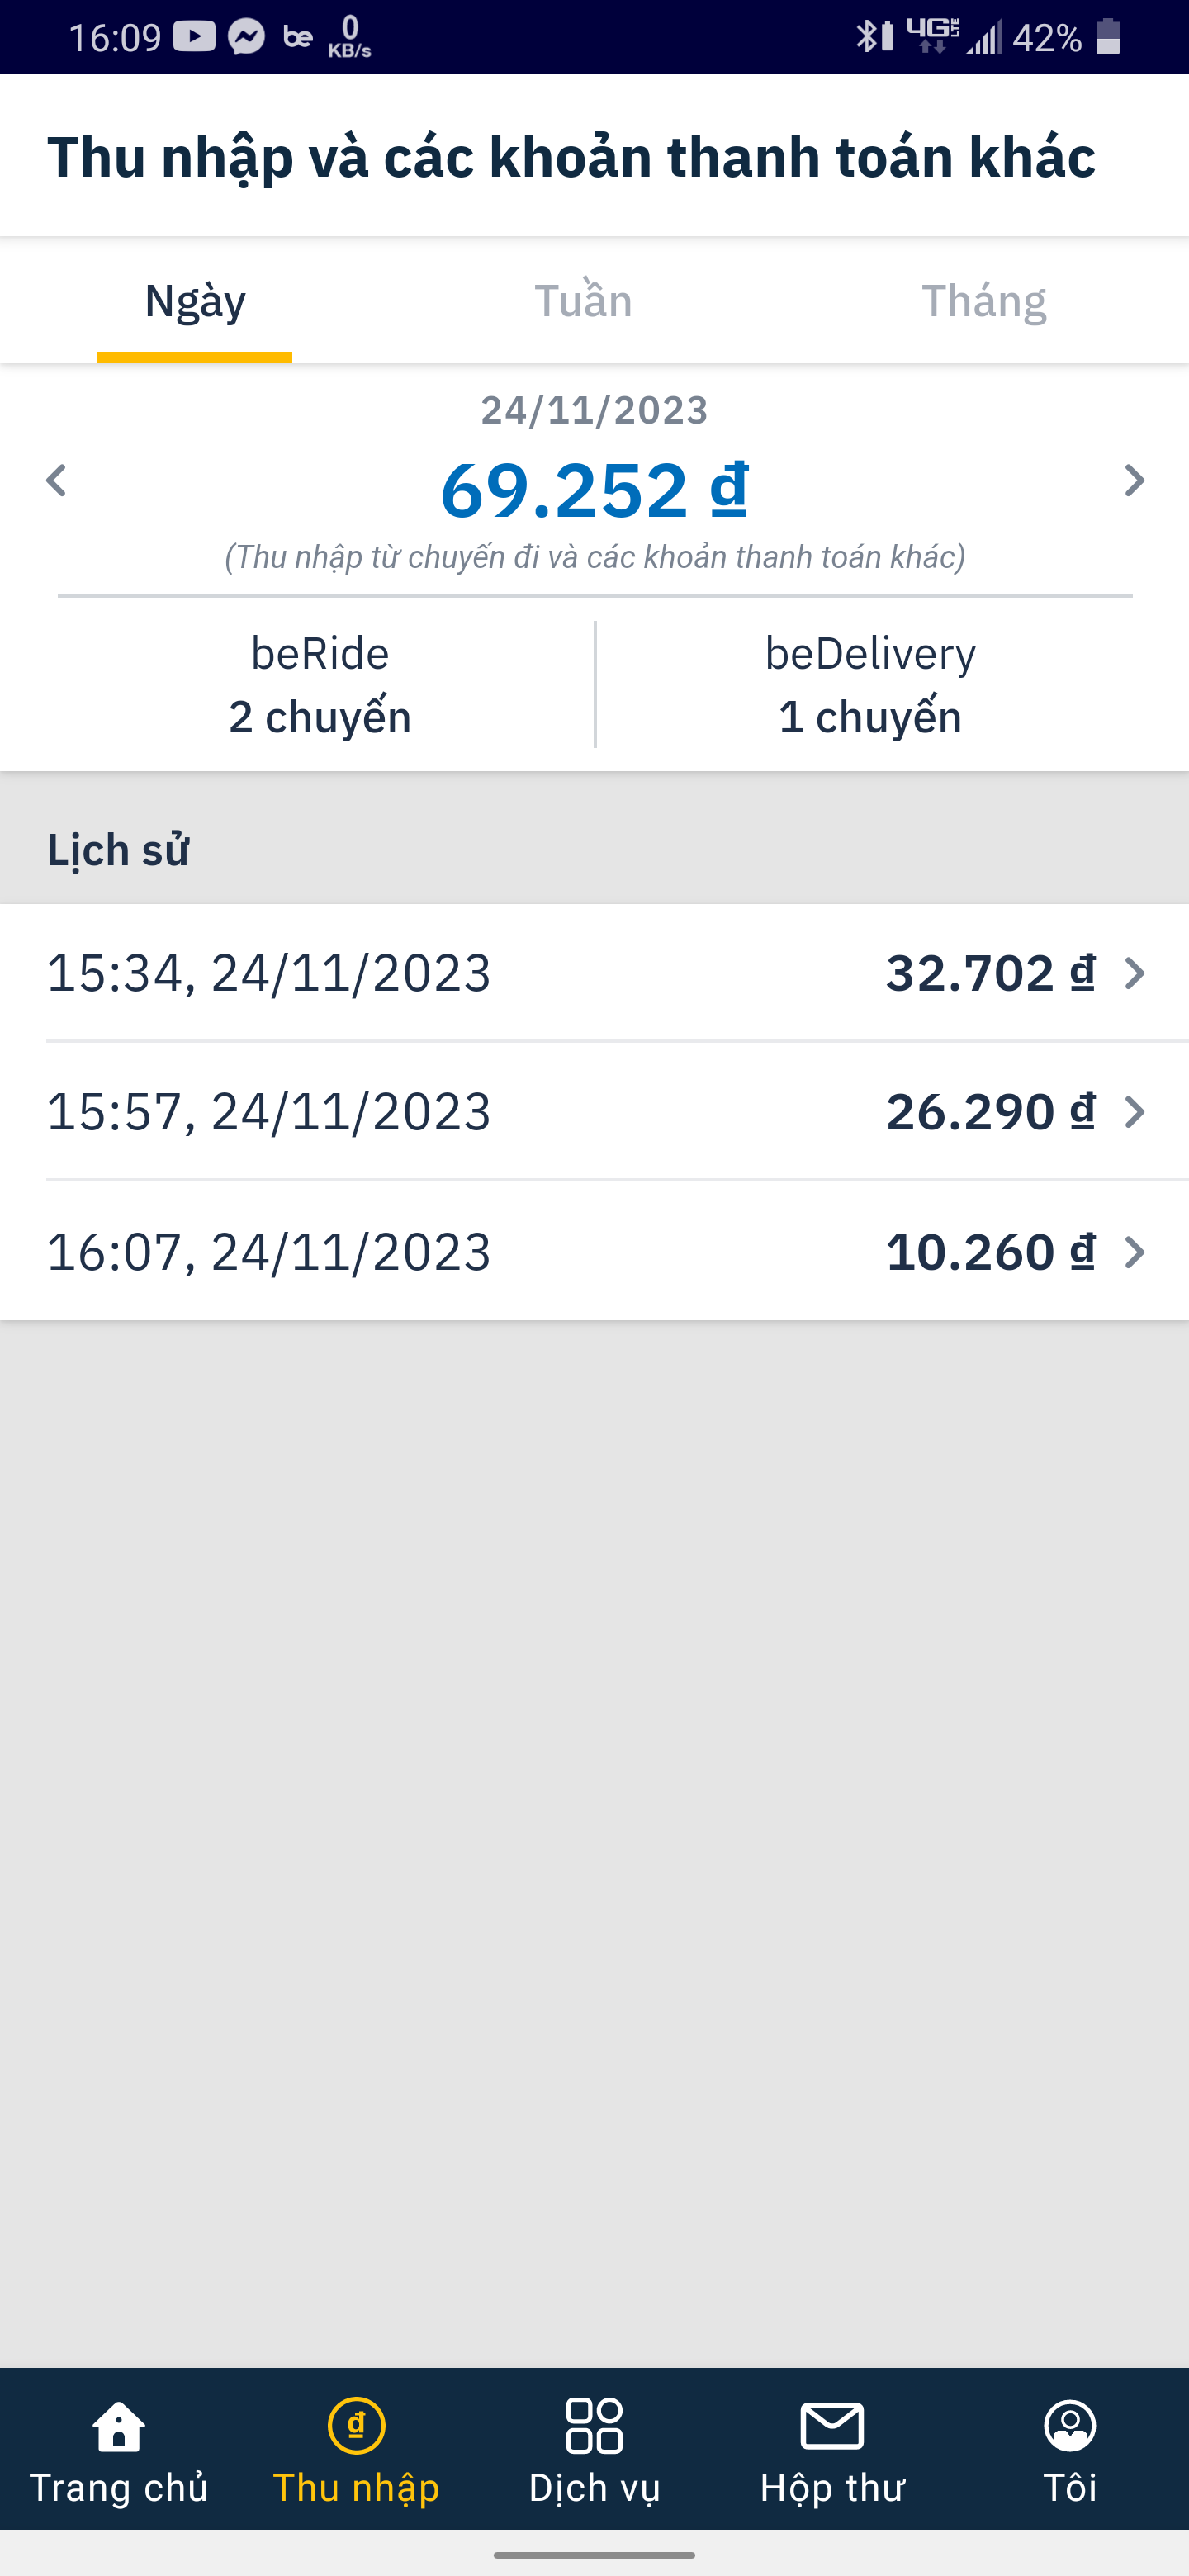 16:09 be 0 KB/s 4G LTE 42%
Thu nhập và các khoản thanh toán khác
Ngày Tuần Tháng
24/11/2023
69.252 ₫
(Thu nhập từ chuyến đi và các khoản thanh toán khác)
beRide beDelivery
2 chuyến 1 chuyến
Lịch sử
15:34, 24/11/2023 32.702 ₫
15:57, 24/11/2023 26.290 ₫
16:07, 24/11/2023 10.260 ₫
Trang chủ Thu nhập Dịch vụ Hộp thư Tôi